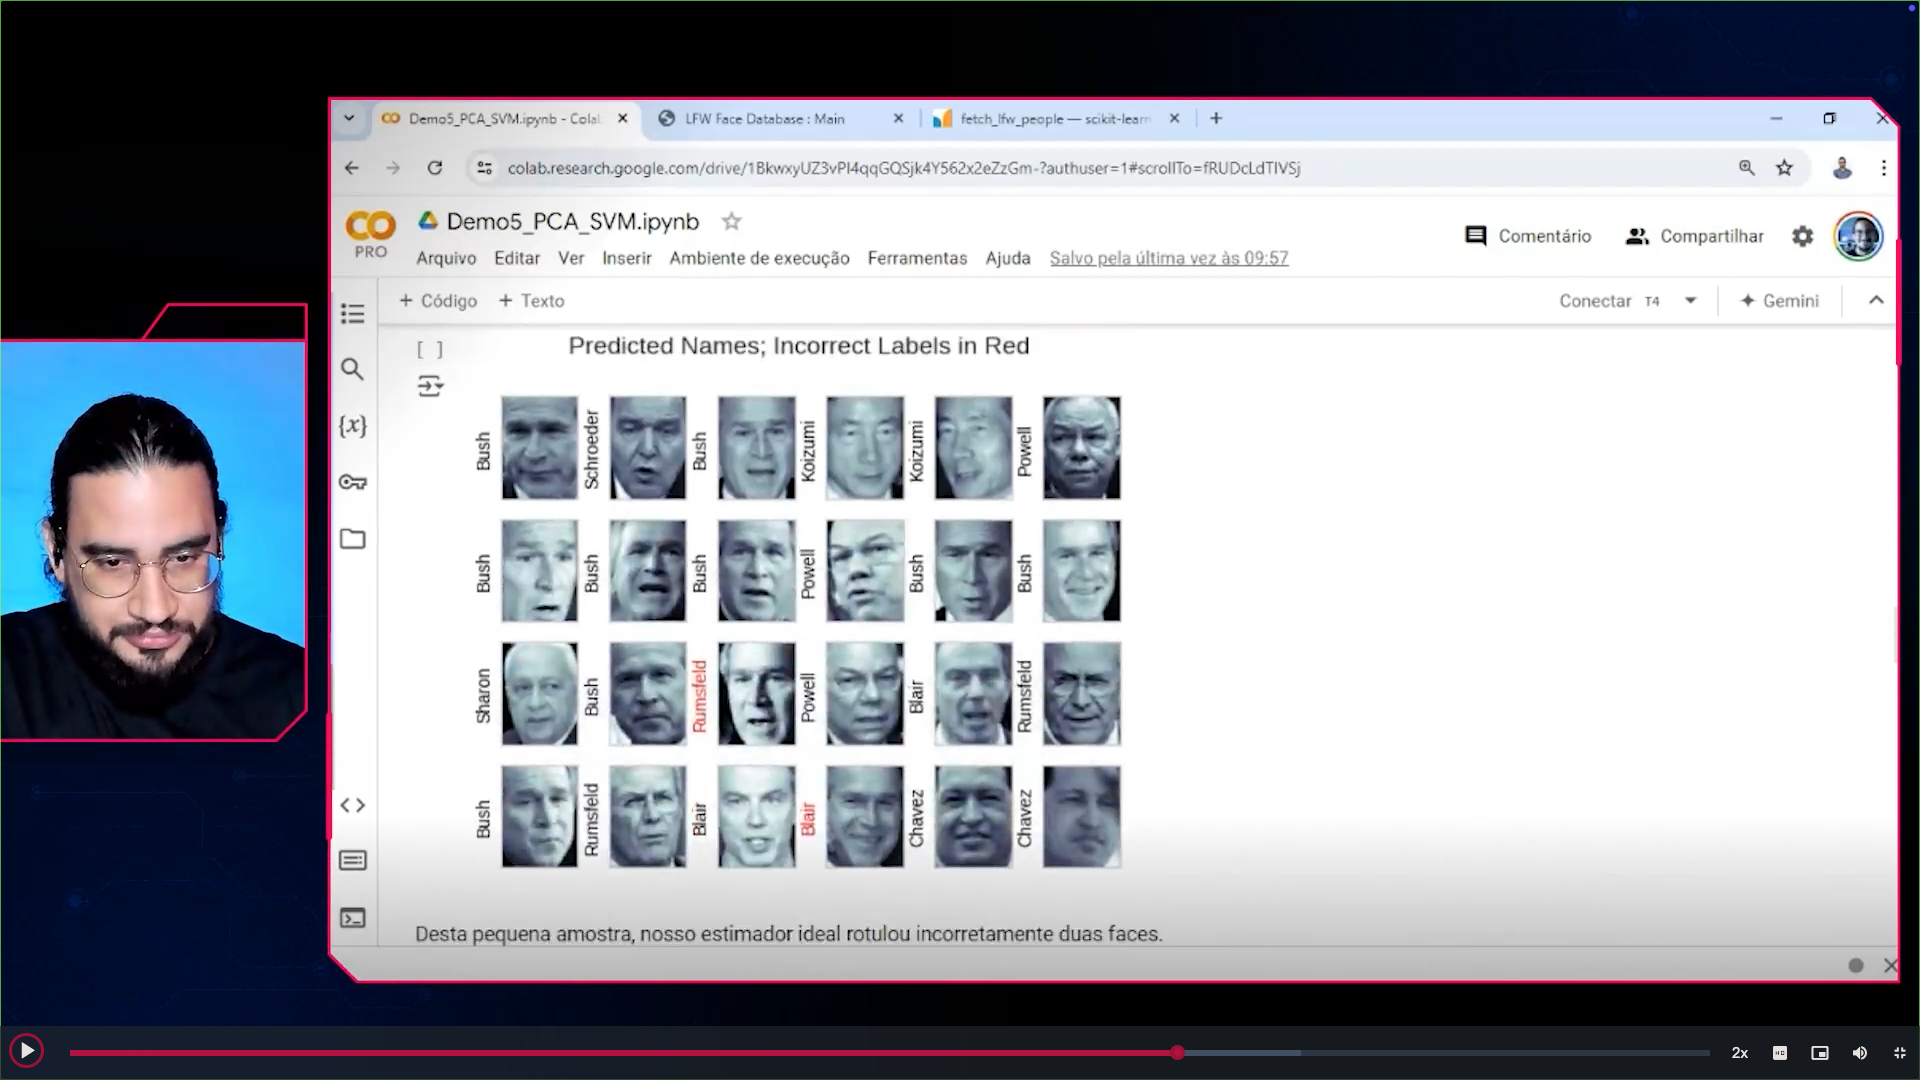 Demo5_PCA_SVM.ipynb - Colab
LFW Face Database : Main
fetch_lfw_people — scikit-learn
colab.research.google.com/drive/1BkwxyUZ3vPI4qqGQSjk4Y562x2eZzGm-?authuser=1#scrollTo=fRUDcLdTIVSj
CO
PRO
Demo5_PCA_SVM.ipynb
Comentário
Compartilhar
Arquivo Editar Ver Inserir Ambiente de execução Ferramentas Ajuda Salvo pela última vez às 09:57
+ Código + Texto
Conectar T4
Gemini
[ ]
{x}
Predicted Names; Incorrect Labels in Red
Bush Schroeder Bush Koizumi Koizumi Powell
Bush Bush Bush Powell Bush Bush
Sharon Bush Rumsfeld Powell Blair Rumsfeld
Bush Rumsfeld Blair Blair Chavez Chavez
Desta pequena amostra, nosso estimador ideal rotulou incorretamente duas faces.
2x
HD